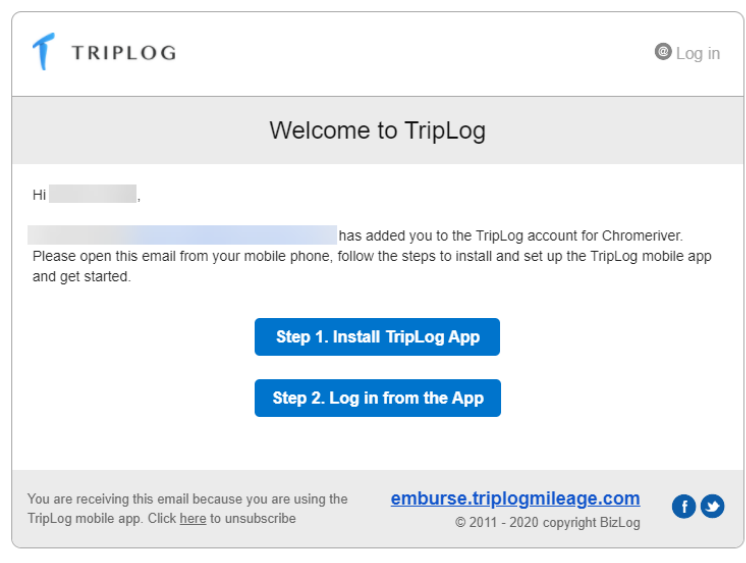 TRIPLOG
@ Log in
Welcome to TripLog
Hi ,
has added you to the TripLog account for Chromeriver.
Please open this email from your mobile phone, follow the steps to install and set up the TripLog mobile app
and get started.
Step 1. Install TripLog App
Step 2. Log in from the App
You are receiving this email because you are using the
TripLog mobile app. Click here to unsubscribe
emburse.triplogmileage.com
© 2011 - 2020 copyright BizLog